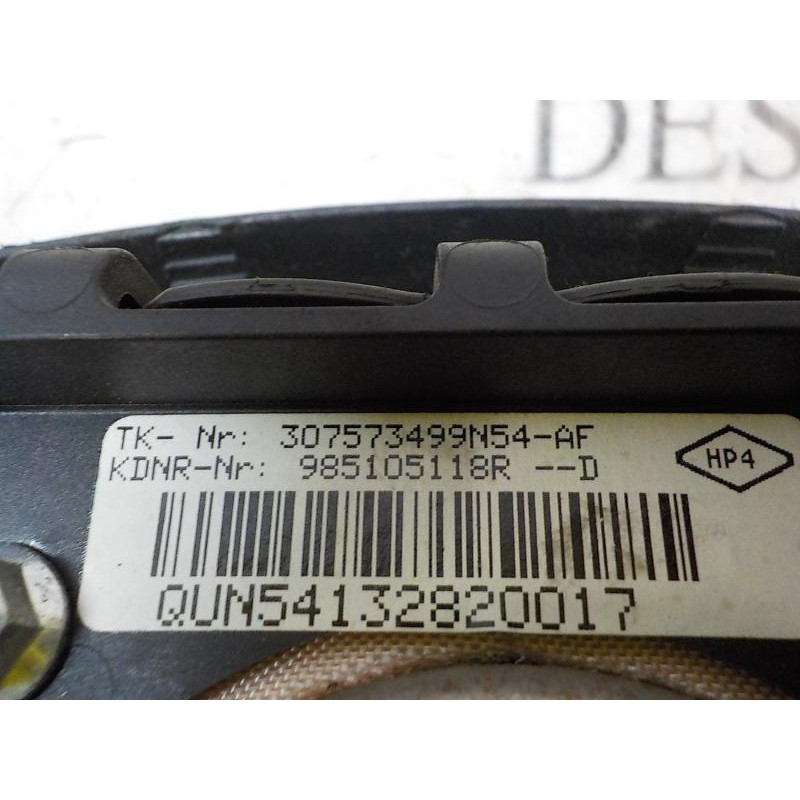 DES
TK- Nr: 307573499N54-AF
KDNR-Nr: 985105118R --D
HP4
QUN54132820017